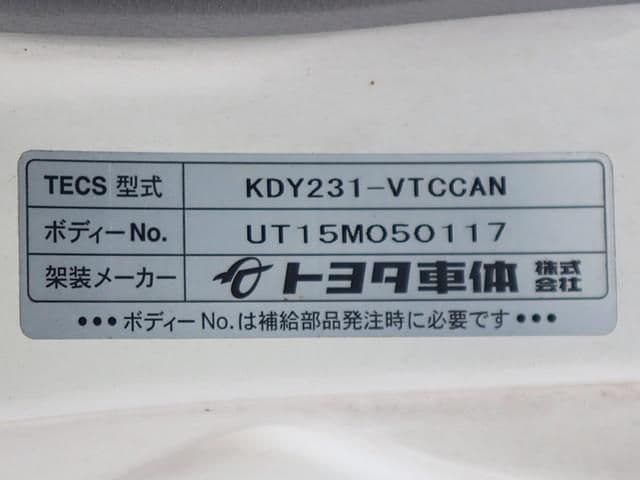 TECS 型式 KDY231-VTCCAN
ボディーNo. UT15M050117
架装メーカー トヨタ車体 株式会社
•••ボディーNo.は補給部品発注時に必要です•••